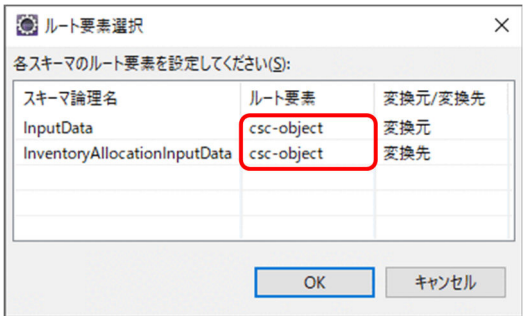 ルート要素選択
各スキーマのルート要素を設定してください(S):
スキーマ論理名 ルート要素 変換元/変換先
InputData csc-object 変換元
InventoryAllocationInputData csc-object 変換先
OK キャンセル